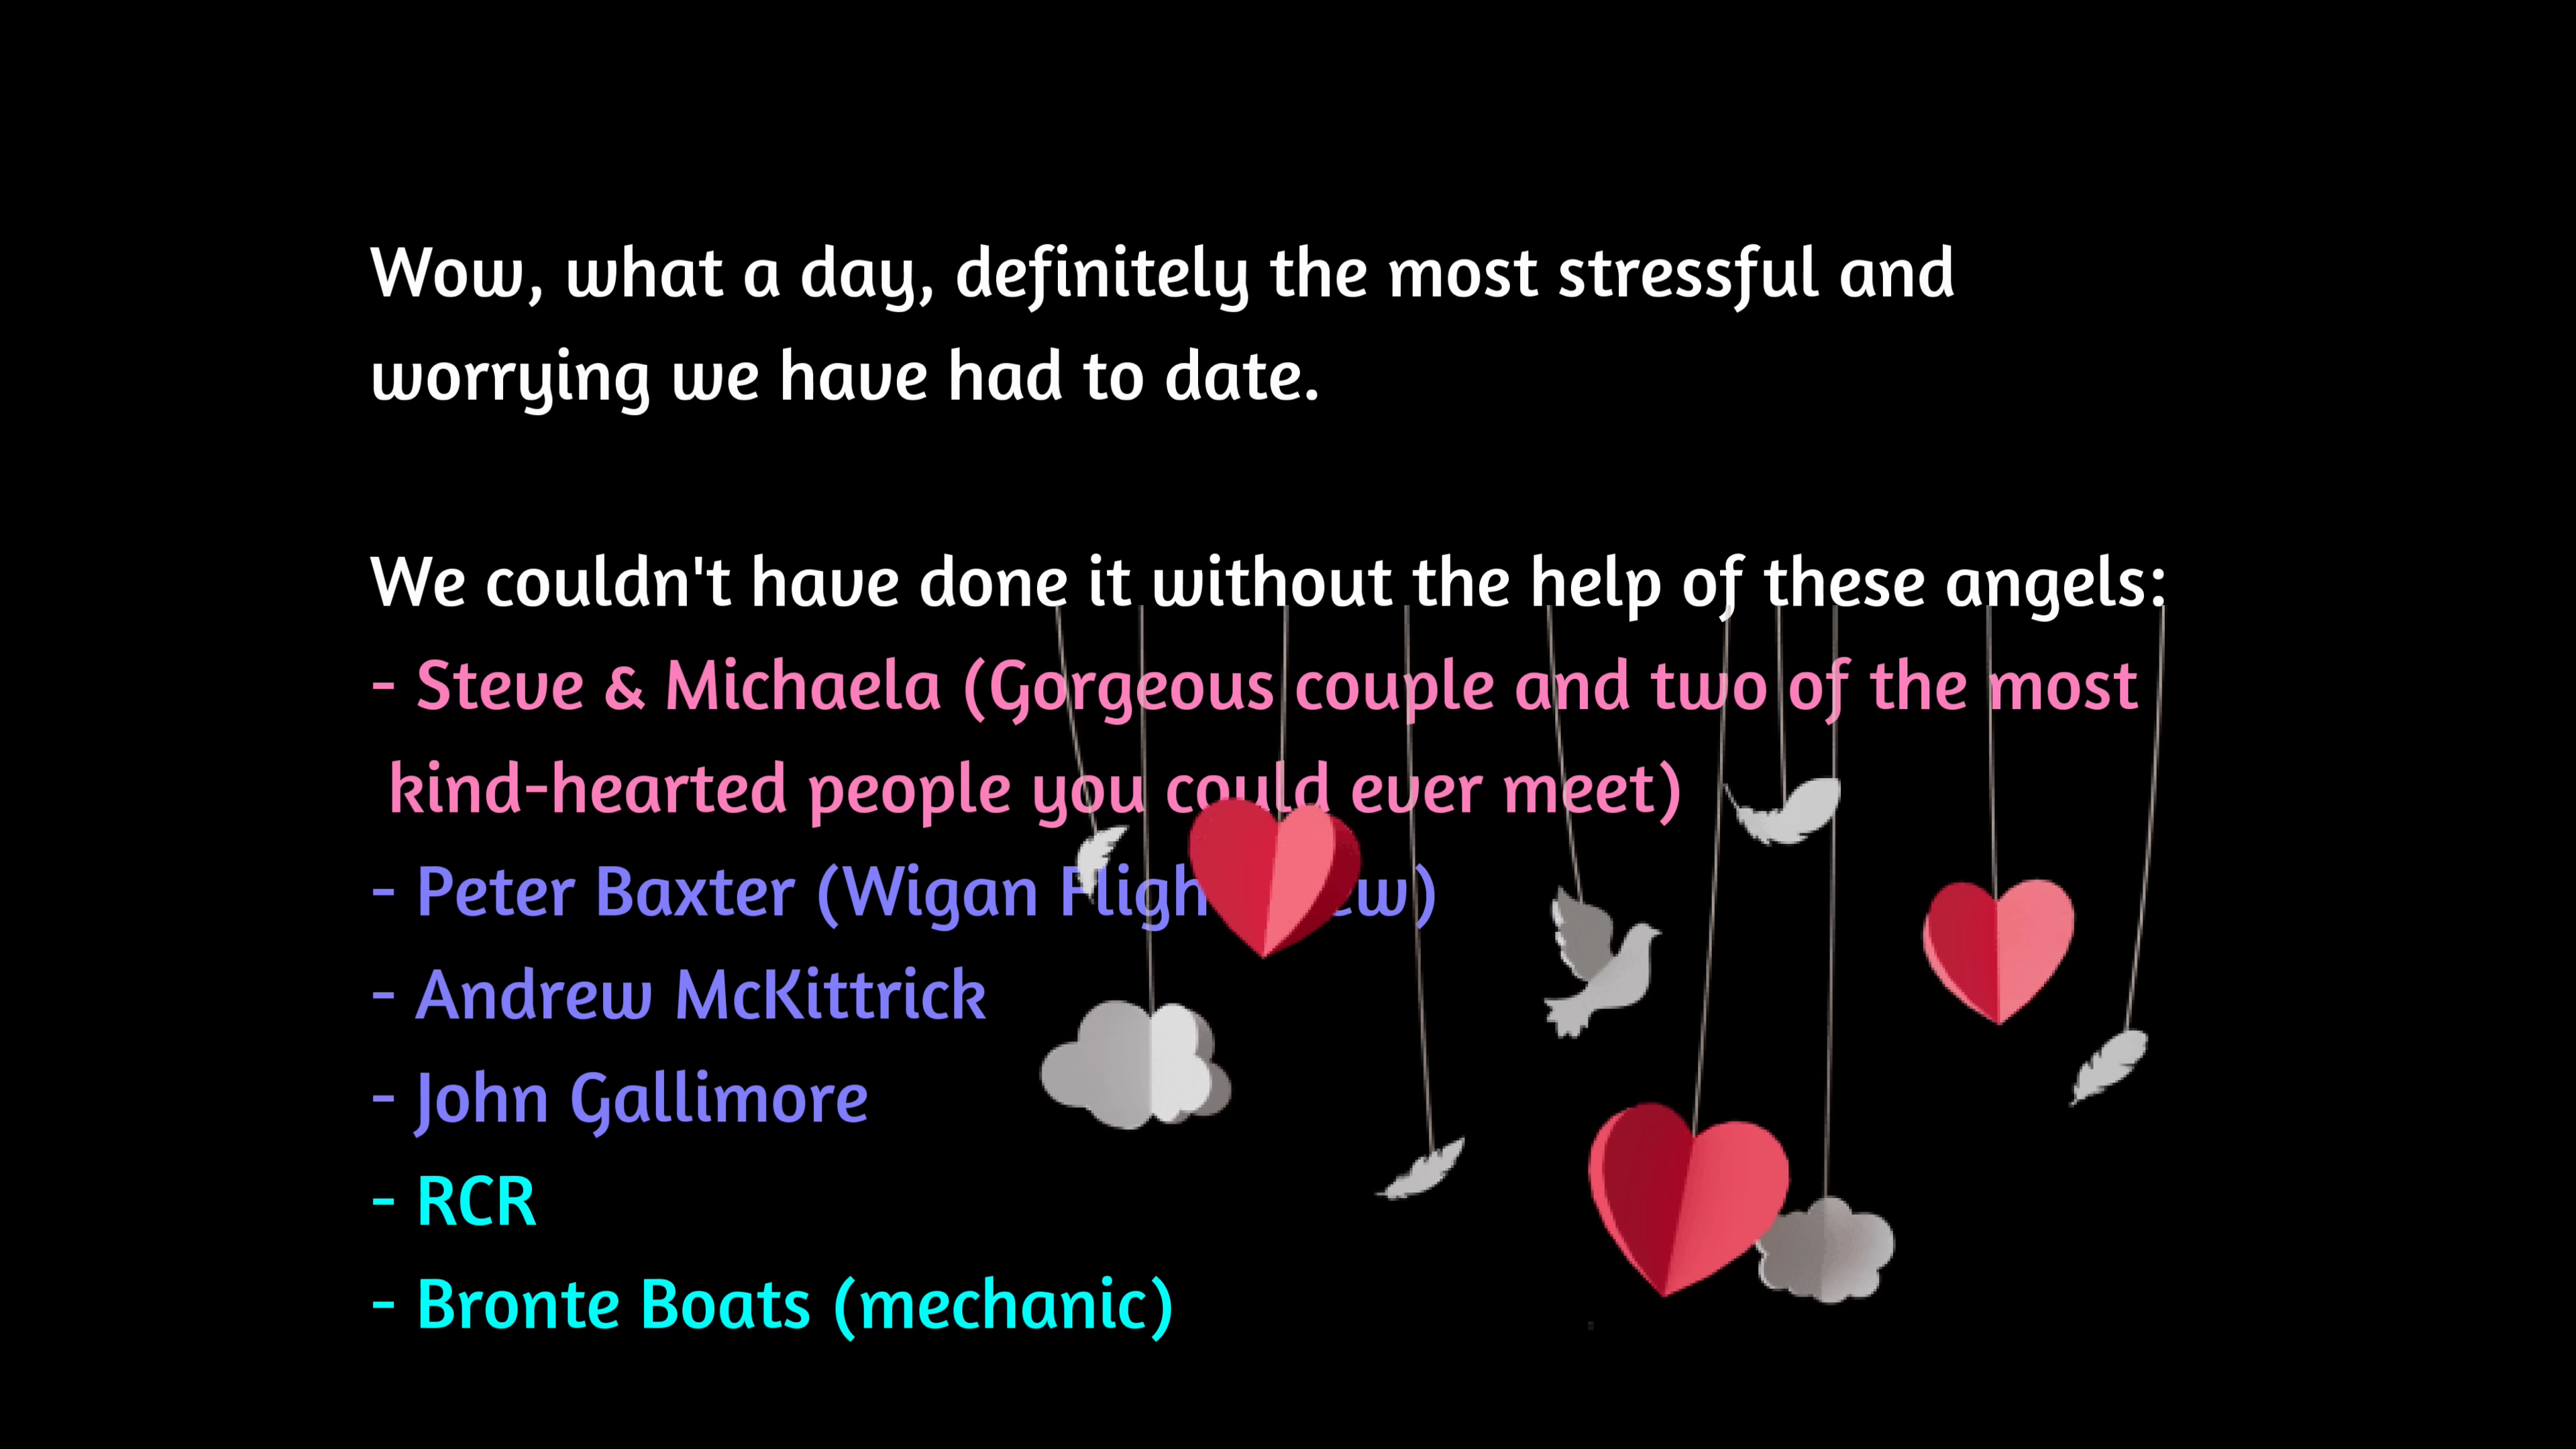 Wow, what a day, definitely the most stressful and
worrying we have had to date.
We couldn't have done it without the help of these angels:
- Steve & Michaela (Gorgeous couple and two of the most
kind-hearted people you could ever meet)
- Peter Baxter (Wigan
- Andrew McKittrick
- John Gallimore
- RCR
- Bronte Boats (mechanic)